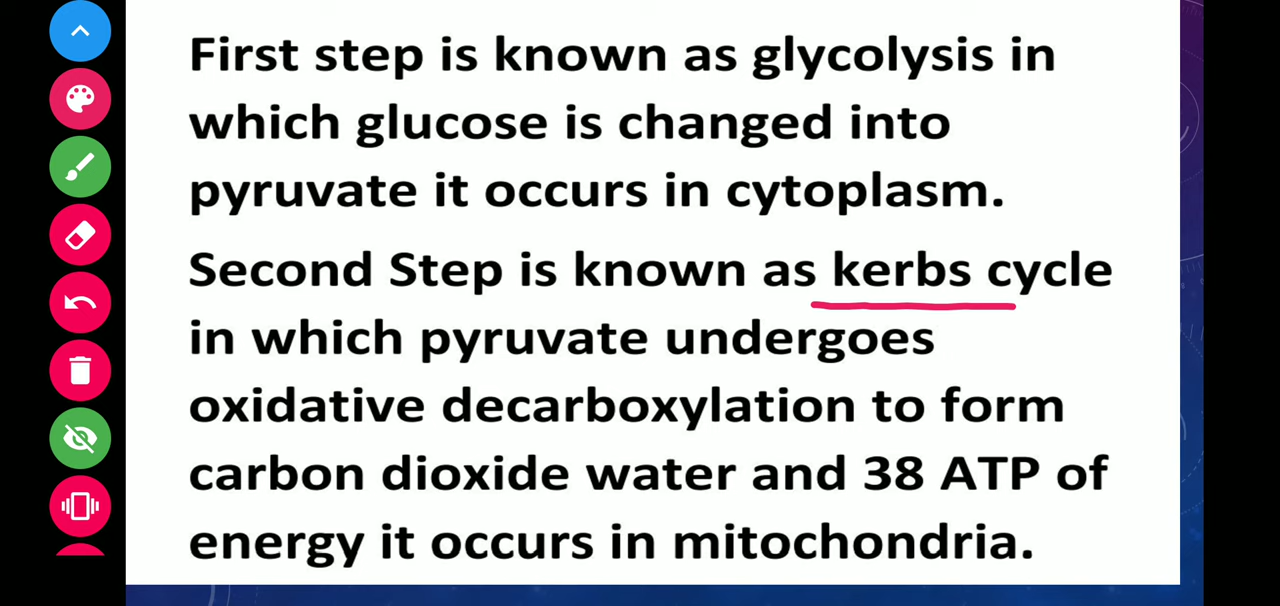 First step is known as glycolysis in
which glucose is changed into
pyruvate it occurs in cytoplasm.
Second Step is known as kerbs cycle
in which pyruvate undergoes
oxidative decarboxylation to form
carbon dioxide water and 38 ATP of
energy it occurs in mitochondria.